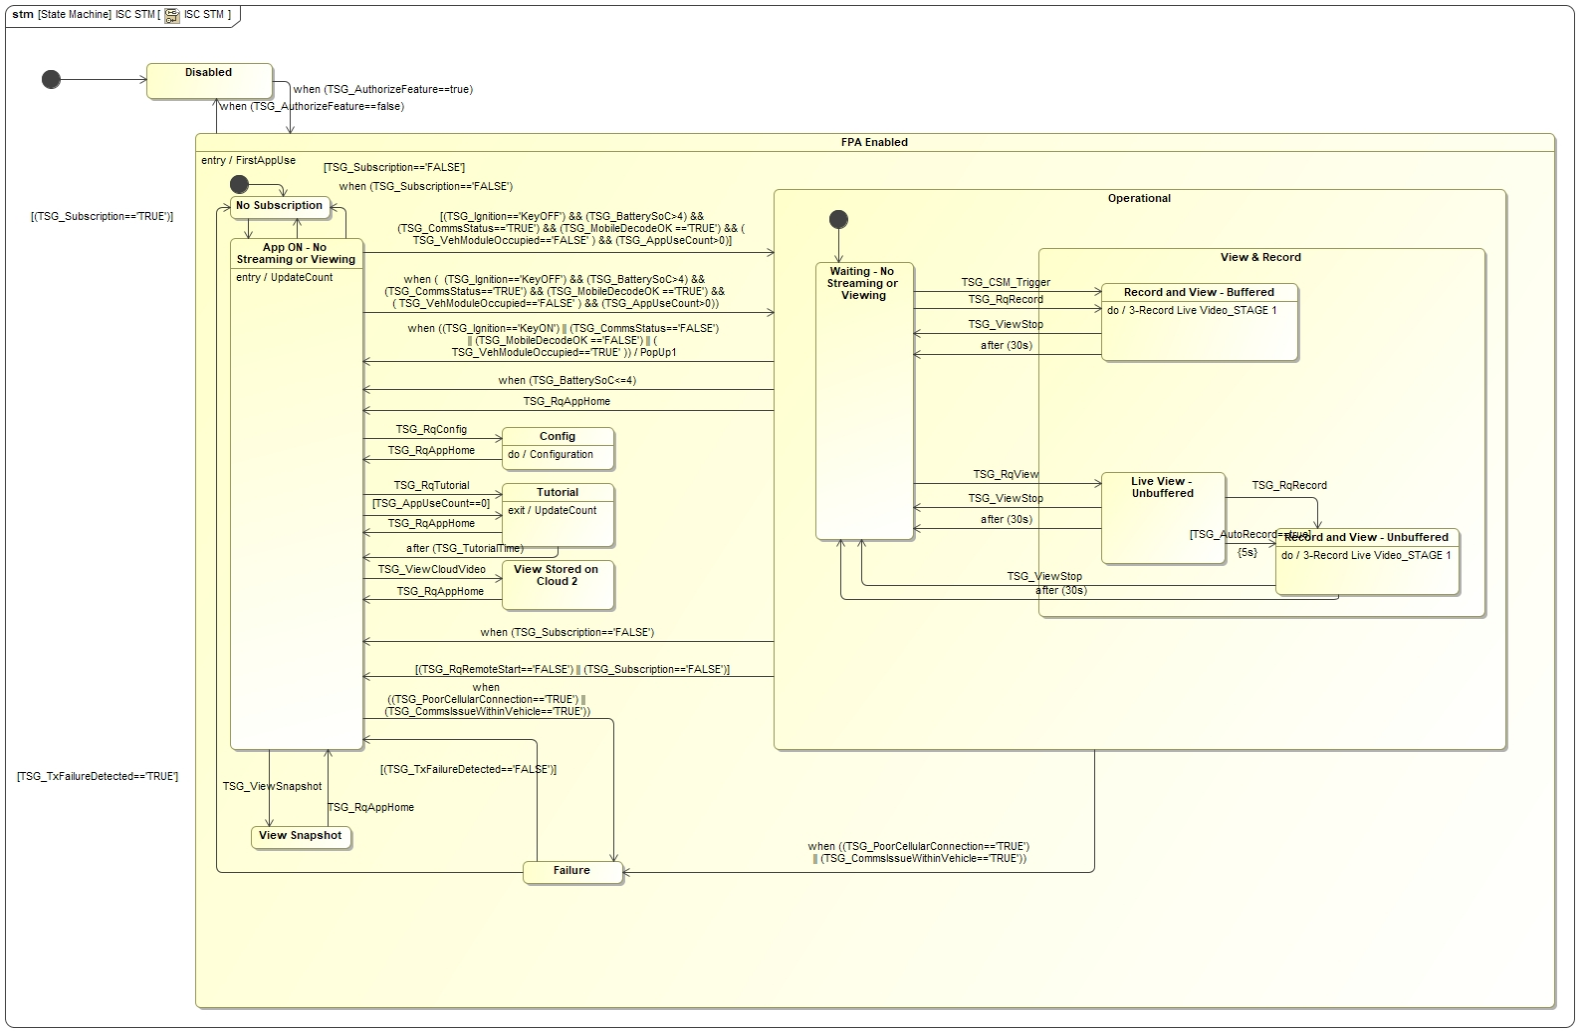 stm [State Machine] ISC STM [ ISC STM ]
Disabled
when (TSG_AuthorizeFeature==true)
when (TSG_AuthorizeFeature==false)
FPA Enabled
entry / FirstAppUse
[TSG_Subscription=='FALSE']
when (TSG_Subscription=='FALSE')
No Subscription
[(TSG_Subscription=='TRUE')]
App ON - No
Streaming or Viewing
entry / UpdateCount
[(TSG_Ignition=='KeyOFF') && (TSG_BatterySoC>4) &&
(TSG_CommsStatus=='TRUE') && (TSG_MobileDecodeOK =='TRUE') && (
TSG_VehModuleOccupied=='FALSE' ) && (TSG_AppUseCount>0)]
when (  (TSG_Ignition=='KeyOFF') && (TSG_BatterySoC>4) &&
(TSG_CommsStatus=='TRUE') && (TSG_MobileDecodeOK =='TRUE') &&
( TSG_VehModuleOccupied=='FALSE' ) && (TSG_AppUseCount>0))
when ((TSG_Ignition=='KeyON') || (TSG_CommsStatus=='FALSE')
|| (TSG_MobileDecodeOK =='FALSE') || (
TSG_VehModuleOccupied=='TRUE' )) / PopUp1
when (TSG_BatterySoC<=4)
TSG_RqAppHome
TSG_RqConfig
TSG_RqAppHome
Config
do / Configuration
TSG_RqTutorial
[TSG_AppUseCount==0]
TSG_RqAppHome
after (TSG_TutorialTime)
Tutorial
exit / UpdateCount
TSG_ViewCloudVideo
TSG_RqAppHome
View Stored on
Cloud 2
when (TSG_Subscription=='FALSE')
[(TSG_RqRemoteStart=='FALSE') || (TSG_Subscription=='FALSE')]
when
((TSG_PoorCellularConnection=='TRUE') ||
(TSG_CommsIssueWithinVehicle=='TRUE'))
[(TSG_TxFailureDetected=='FALSE')]
[TSG_TxFailureDetected=='TRUE']
TSG_ViewSnapshot
TSG_RqAppHome
View Snapshot
Failure
when ((TSG_PoorCellularConnection=='TRUE')
|| (TSG_CommsIssueWithinVehicle=='TRUE'))
Operational
Waiting - No
Streaming or
Viewing
View & Record
TSG_CSM_Trigger
TSG_RqRecord
TSG_ViewStop
after (30s)
Record and View - Buffered
do / 3-Record Live Video_STAGE 1
TSG_RqView
TSG_ViewStop
after (30s)
Live View -
Unbuffered
TSG_RqRecord
[TSG_AutoRecord==true]
{5s}
Record and View - Unbuffered
do / 3-Record Live Video_STAGE 1
TSG_ViewStop
after (30s)